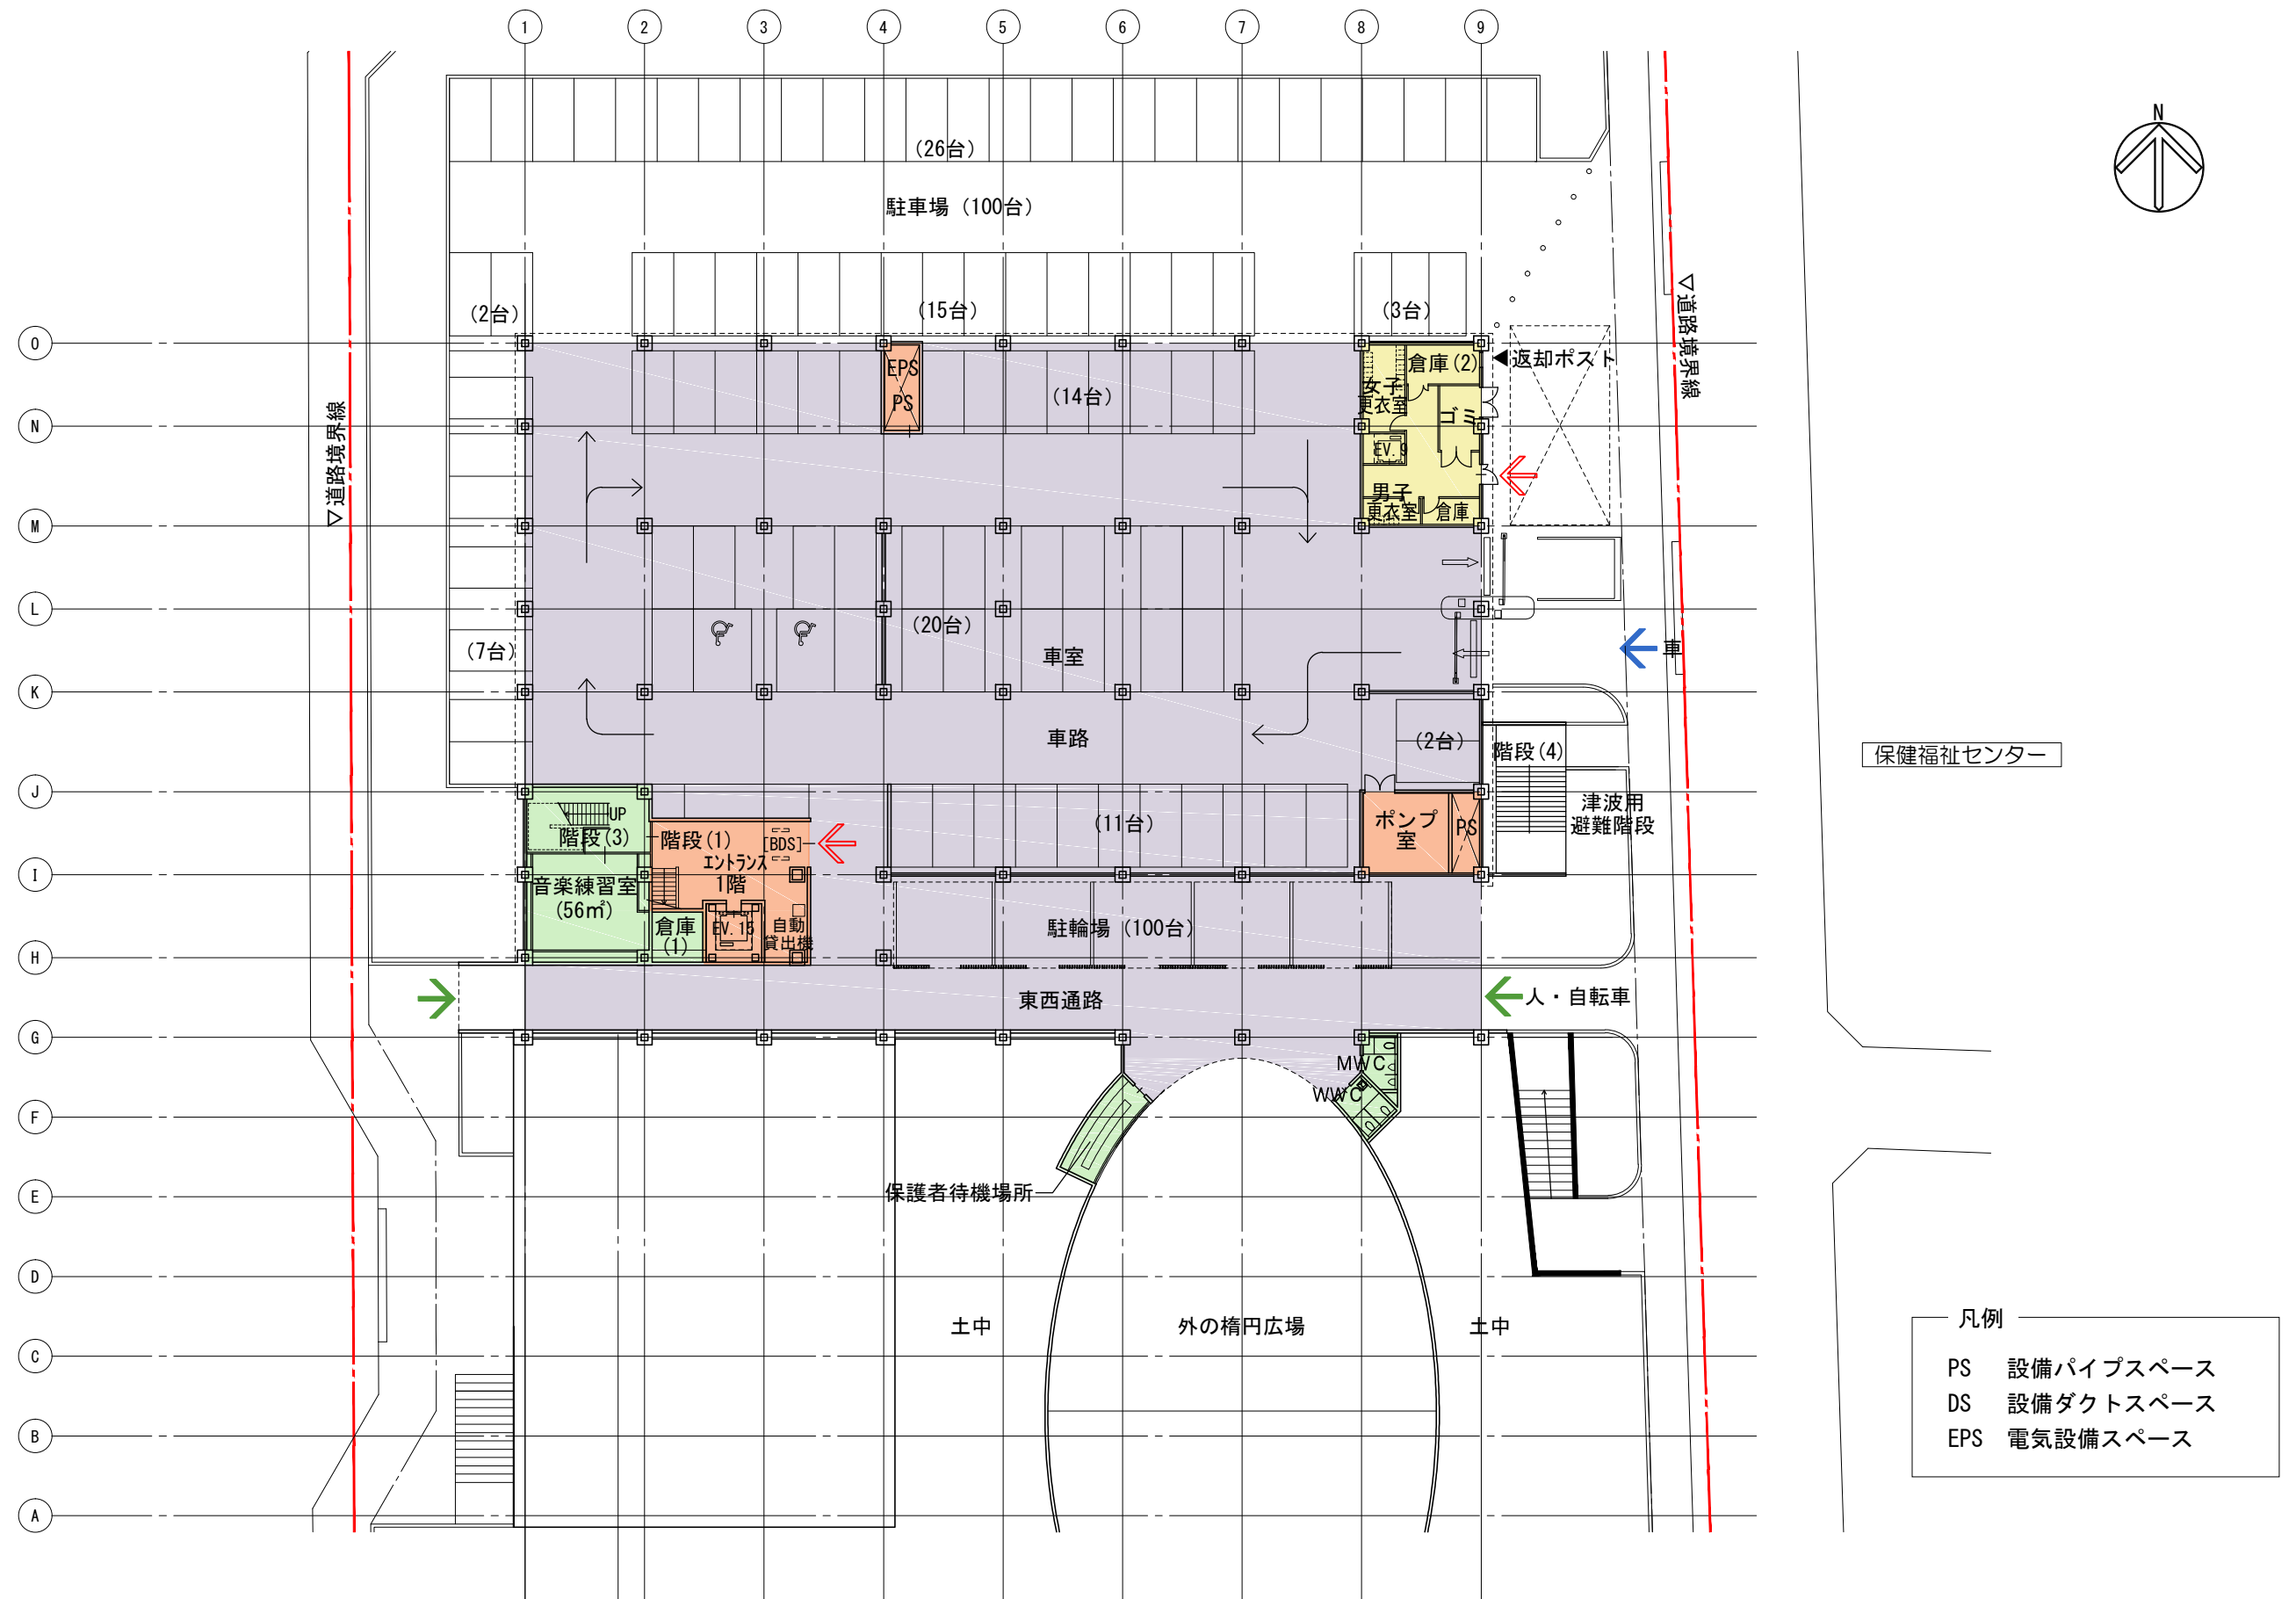 1
2
3
4
5
6
7
8
9
N
(26台)
駐車場 (100台)
▽道路境界線
(2台)
(15台)
(3台)
O
EPS
PS
(14台)
女子
更衣室
倉庫(2)
◀返却ポスト
ゴミ
▽道路境界線
N
EV. 9
男子
更衣室
倉庫
M
L
(20台)
(7台)
車室
車
K
車路
(2台)
階段(4)
保健福祉センター
J
UP
階段(3)
階段(1)
[BDS]
エントランス
1階
(11台)
ポンプ
室
PS
津波用
避難階段
I
音楽練習室
(56㎡)
倉庫
(1)
EV. 15
自動
貸出機
駐輪場 (100台)
H
東西通路
人・自転車
G
MWC
WWC
F
保護者待機場所
E
D
土中
外の楕円広場
土中
C
B
A
凡例
PS 設備パイプスペース
DS 設備ダクトスペース
EPS 電気設備スペース